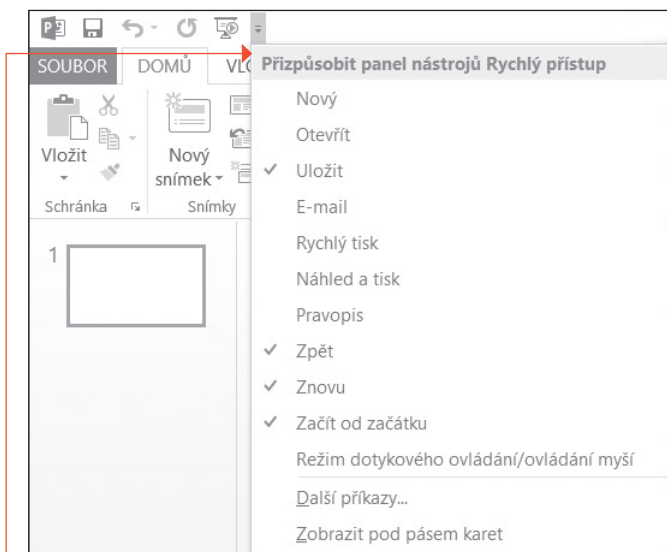 SOUBOR DOMŮ
Přizpůsobit panel nástrojů Rychlý přístup
Vložit
Nový
snímek
Schránka
Snímky
1
Nový
Otevřít
Uložit
E-mail
Rychlý tisk
Náhled a tisk
Pravopis
Zpět
Znovu
Začít od začátku
Režim dotykového ovládání/ovládání myší
Další příkazy...
Zobrazit pod pásem karet